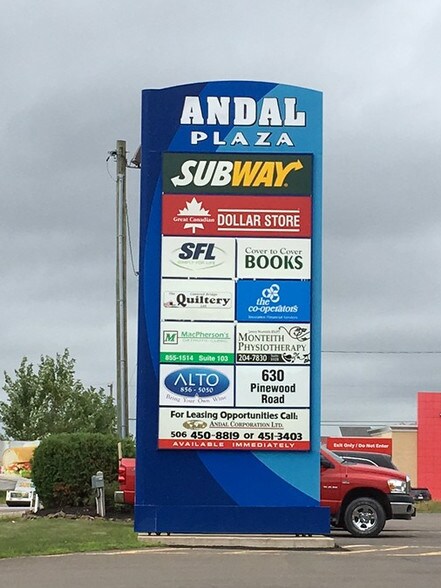 ANDAL
PLAZA
SUBWAY
Great Canadian
DOLLAR STORE
SFL
Cover to Cover
BOOKS
Quiltery
the
co-operators
MacPherson's
855-1514 Suite 103
MONTEITH
PHYSIOTHERAPY
204-7830
ALTO
856 - 5050
Bring Your Own Wine
630
Pinewood
Road
For Leasing Opportunities Call:
ANDAL CORPORATION LTD.
506 450-8819 or 451-3403
AVAILABLE IMMEDIATELY
Exit Only / Do Not Enter